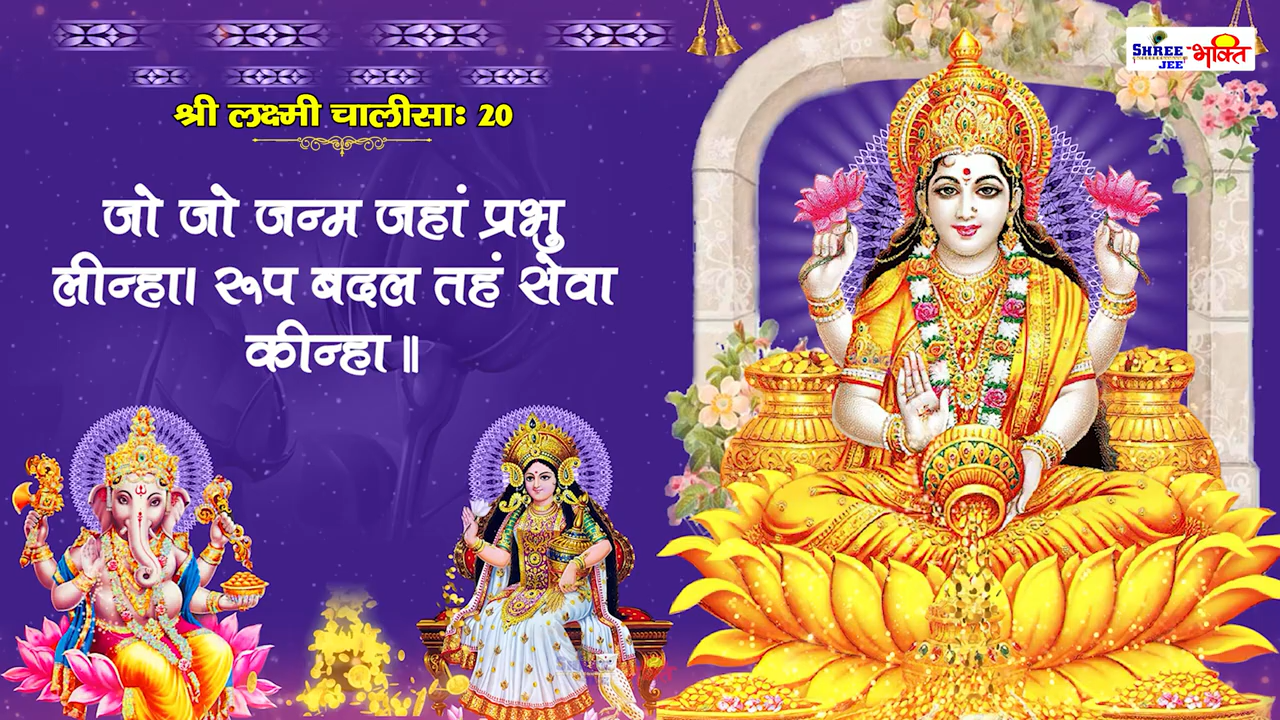 श्री लक्ष्मी चालीसाः 20
जो जो जन्म जहां प्रभु
लीन्हा। रूप बदल तहं सेवा
कीन्हा॥
SHREE JEE भक्ति